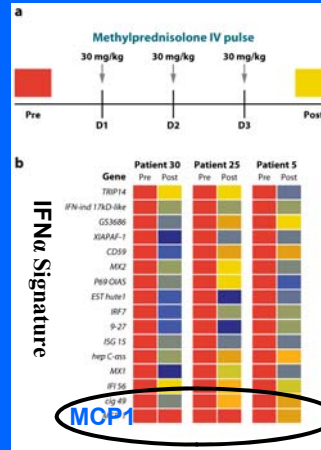 a
Methylprednisolone IV pulse
30 mg/kg 30 mg/kg 30 mg/kg
Pre D1 D2 D3 Post
b
Patient 30 Patient 25 Patient 5
Gene Pre Post Pre Post Pre Post
TRIP14
IFN-ind 17kD-like
GS3686
XIAPAF-1
CD59
MX2
P69 OIAS
EST hute1
IRF7
9-27
ISG 15
hep C-ass
MX1
IFI 56
cig 49
MCP1
IFNα Signature